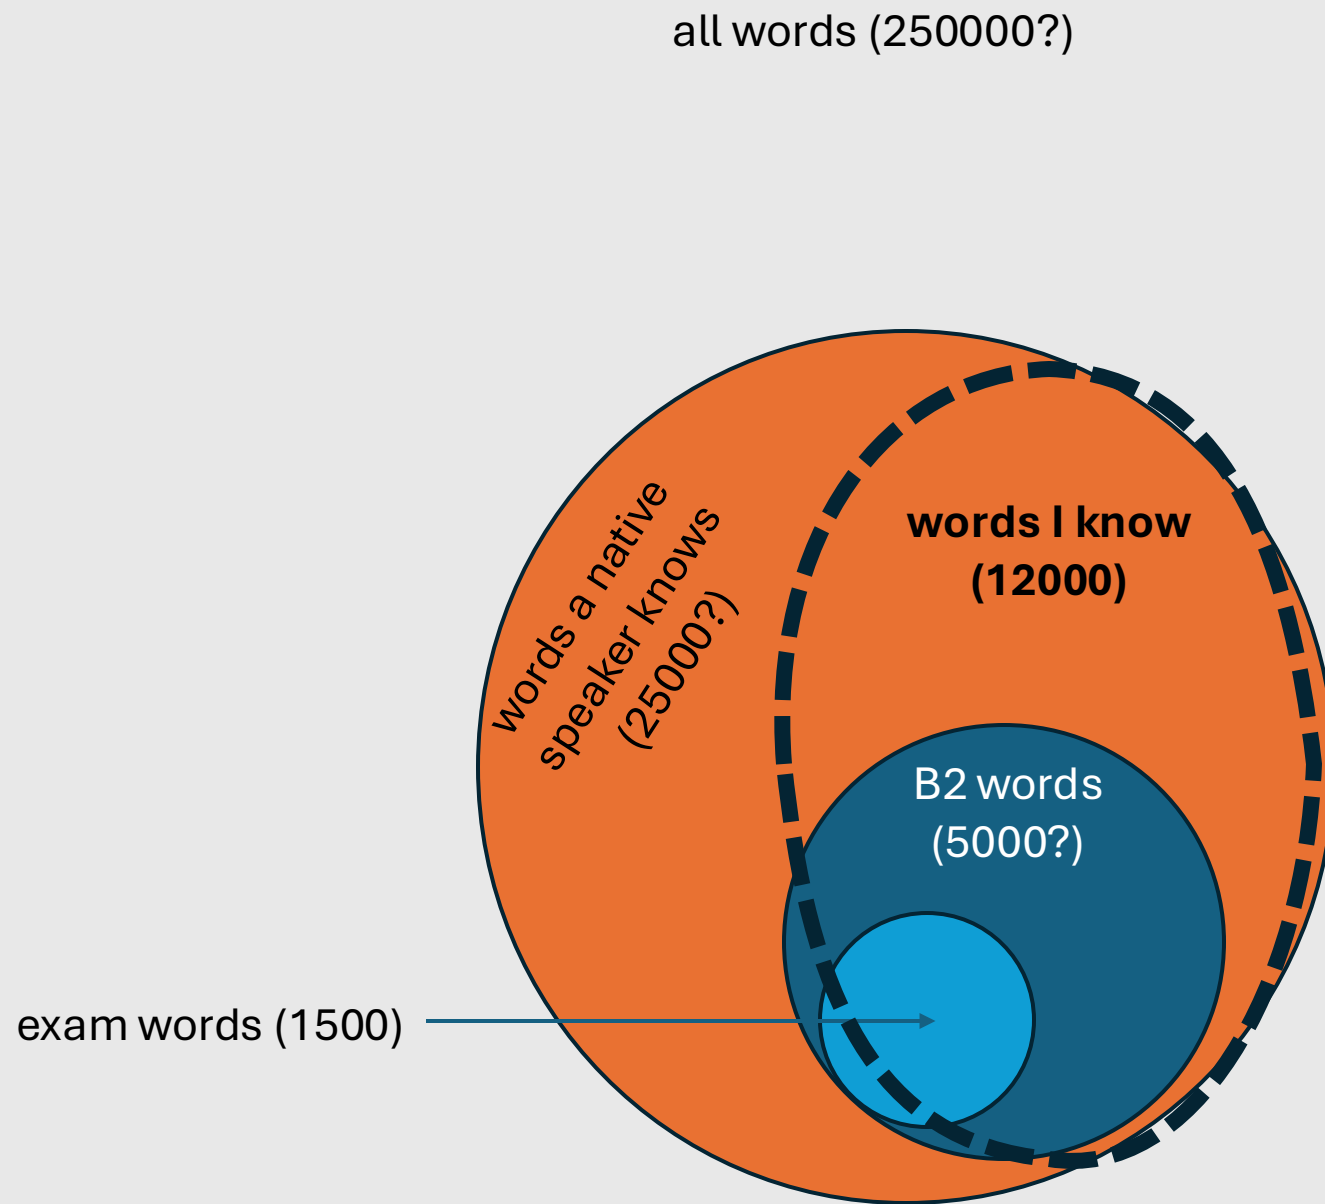 all words (250000?)
words a native
speaker knows
(25000?)
words I know
(12000)
B2 words
(5000?)
exam words (1500)